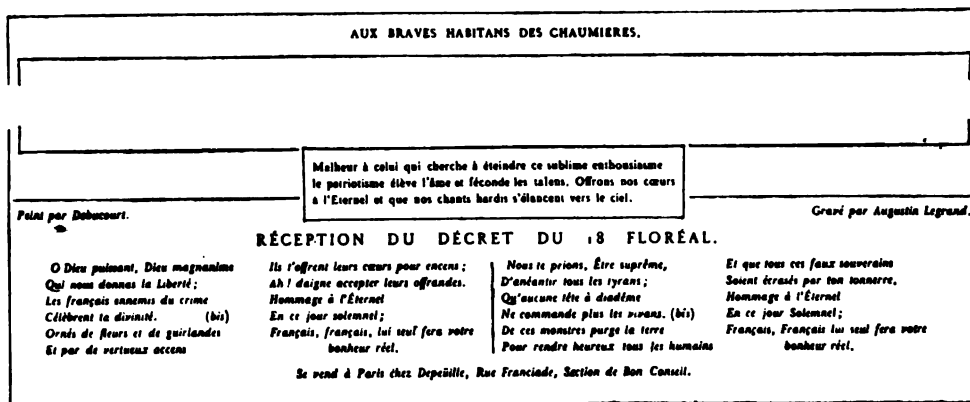 AUX BRAVES HABITANS DES CHAUMIERES.
Malheur à celui qui cherche à éteindre ce sublime enthousiasme
le patriotisme élève l'âme et féconde les talens. Offrons nos cœurs
à l'Eternel et que nos chants hardis s'élancent vers le ciel.
Peint par Debucourt.
Gravé par Augustin Legrand.
RÉCEPTION DU DÉCRET DU 18 FLORÉAL.
O Dieu puissant, Dieu magnanime
Qui nous donnas la Liberté;
Les français ennemis du crime
Célèbrent ta divinité. (bis)
Ornés de fleurs et de guirlandes
Et par de vertueux accens
Ils t'offrent leurs cœurs pour encens;
Ah! daigne accepter leurs offrandes.
Hommage à l'Éternel
En ce jour solemnel;
Français, français, lui seul fera votre
bonheur réel.
Nous te prions, Être suprême,
D'anéantir tous les tyrans;
Qu'aucune tête à diadéme
Ne commande plus les vivans. (bis)
De ces monstres purge la terre
Pour rendre heureux tous les humains
Et que tous ces faux souverains
Soient écrasés par ton tonnerre.
Hommage à l'Éternel
En ce jour Solemnel;
Français, Français lui seul fera votre
bonheur réel.
Se vend à Paris chez Depeüille, Rue Franciade, Section de Bon Conseil.